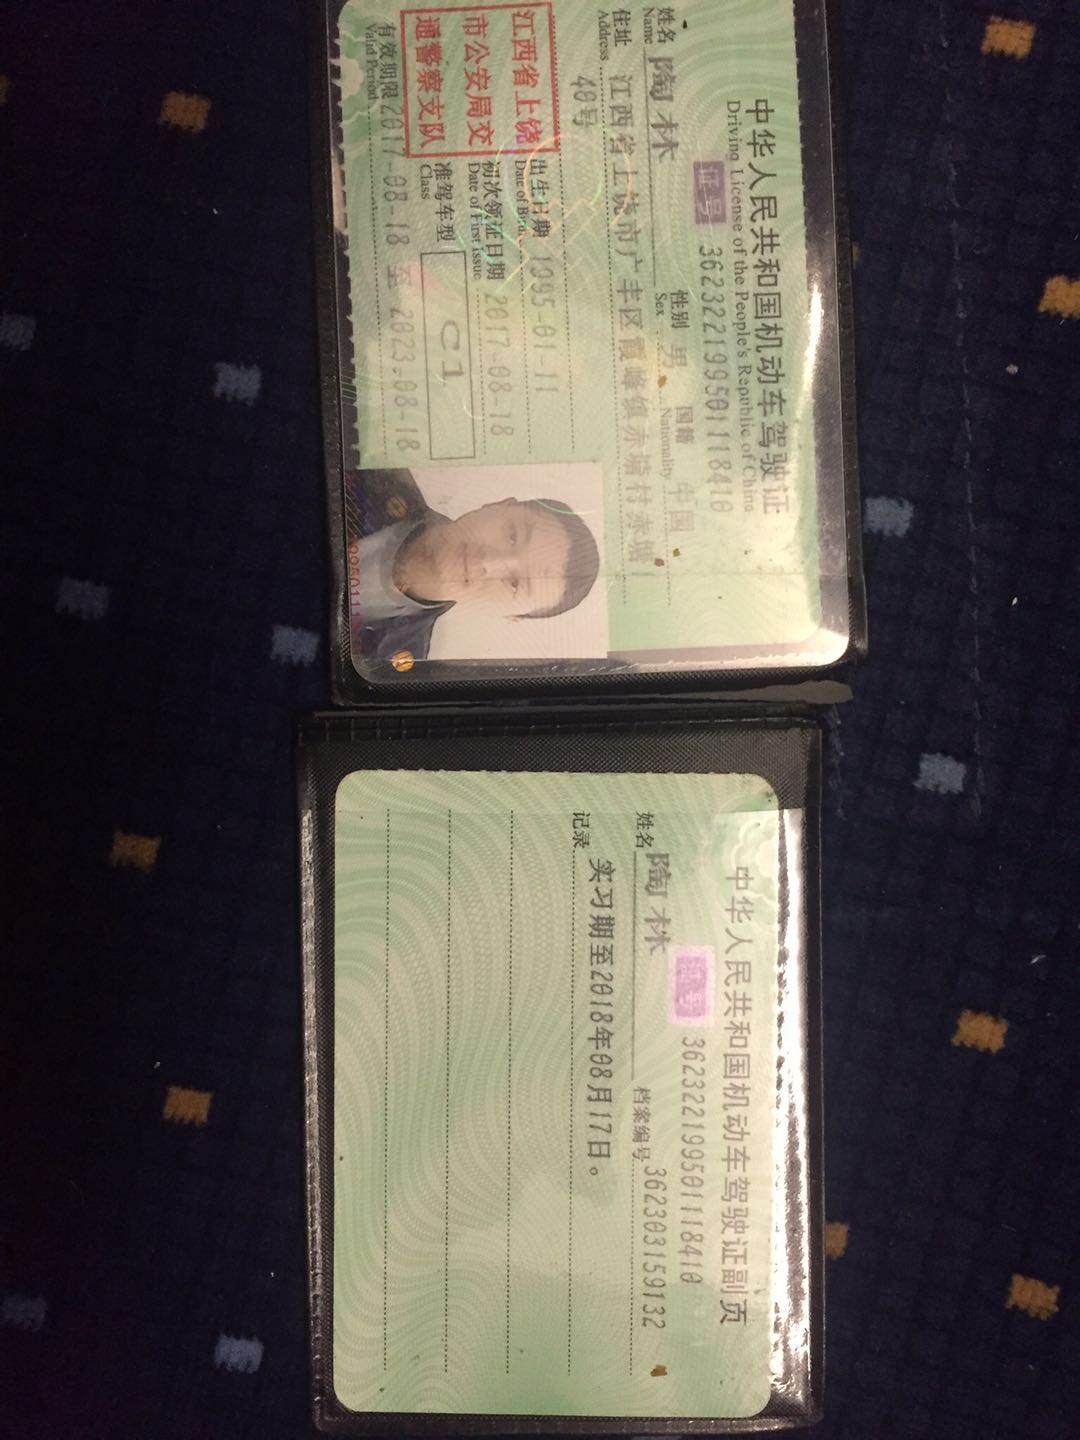 中华人民共和国机动车驾驶证
Driving License of the People's Republic of China
证号 362322199501118410
姓名 陶林 性别 男 国籍 中国
Name Sex Nationality
住址 江西省上饶市广丰区霞峰镇赤塘村赤塘
Address
40号
江西省上饶
市公安局交
通警察支队
出生日期 1995-01-11
Date of Birth
初次领证日期 2017-08-18
Date of First Issue
准驾车型 C1
Class
有效期限 2017-08-18 至 2023-08-18
Valid Period
中华人民共和国机动车驾驶证副页
证号 362322199501118410
姓名 陶林 档案编号 362303159132
记录 实习期至2018年08月17日。